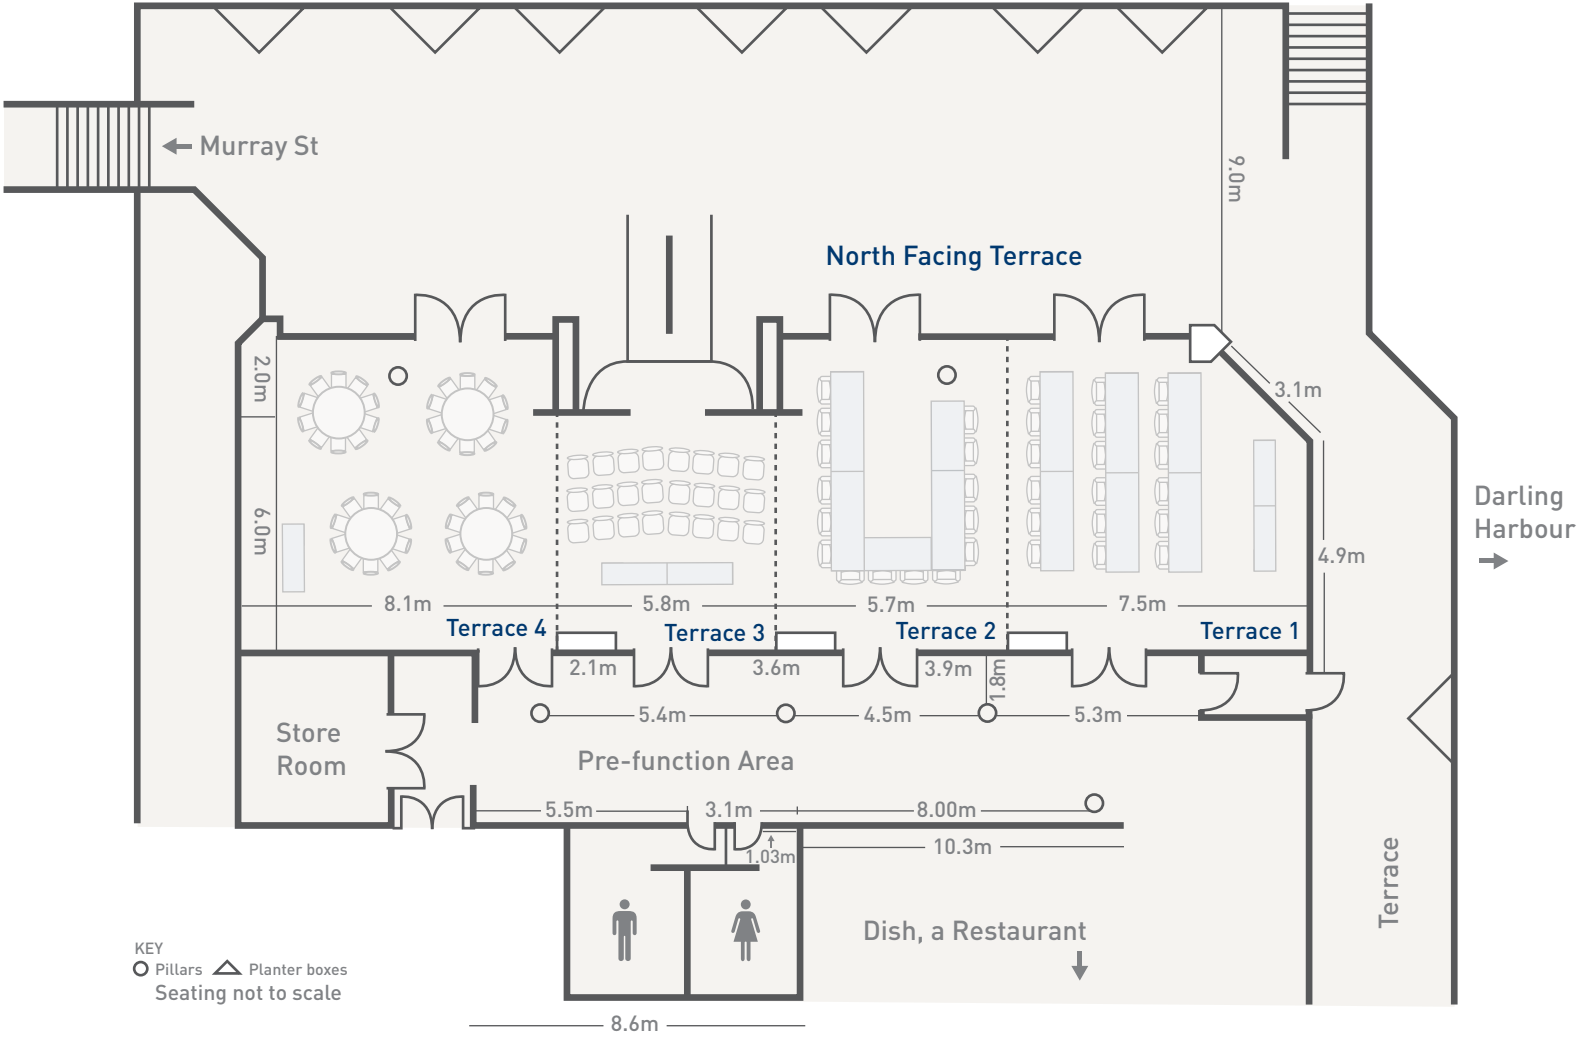 Murray St
9.0m
North Facing Terrace
2.0m
3.1m
6.0m
Darling
Harbour
4.9m
8.1m
5.8m
5.7m
7.5m
Terrace 4
Terrace 3
Terrace 2
Terrace 1
2.1m
3.6m
3.9m
1.8m
5.4m
4.5m
5.3m
Store
Room
Pre-function Area
5.5m
3.1m
8.00m
1.03m
10.3m
Terrace
Dish, a Restaurant
KEY
Pillars
Planter boxes
Seating not to scale
8.6m